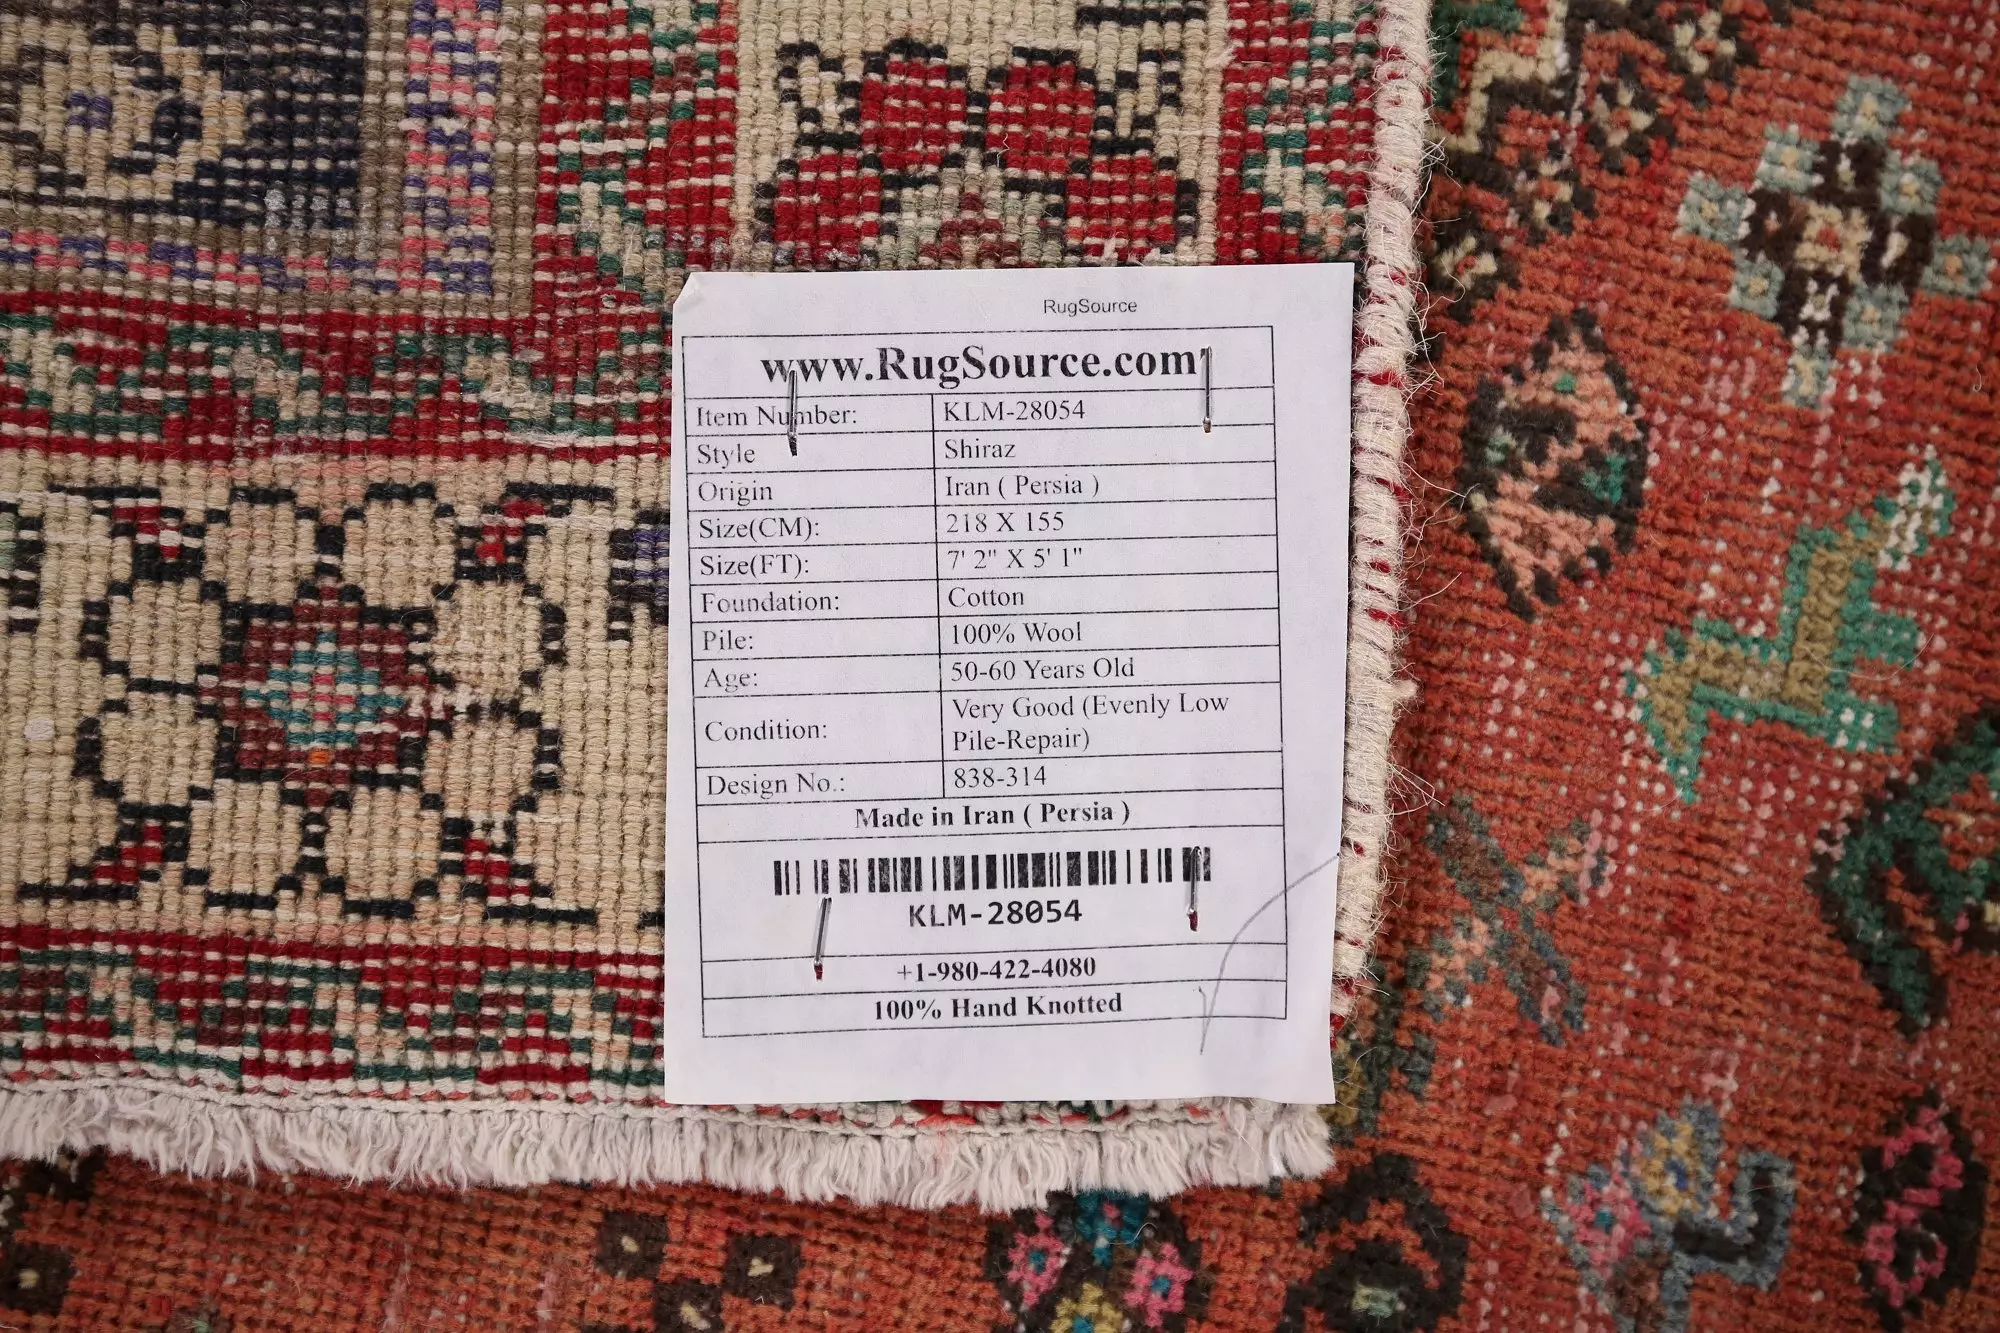 RugSource
www.RugSource.com
Item Number: KLM-28054
Style Shiraz
Origin Iran ( Persia )
Size(CM): 218 X 155
Size(FT): 7' 2" X 5' 1"
Foundation: Cotton
Pile: 100% Wool
Age: 50-60 Years Old
Condition: Very Good (Evenly Low
Pile-Repair)
Design No.: 838-314
Made in Iran ( Persia )
KLM-28054
+1-980-422-4080
100% Hand Knotted